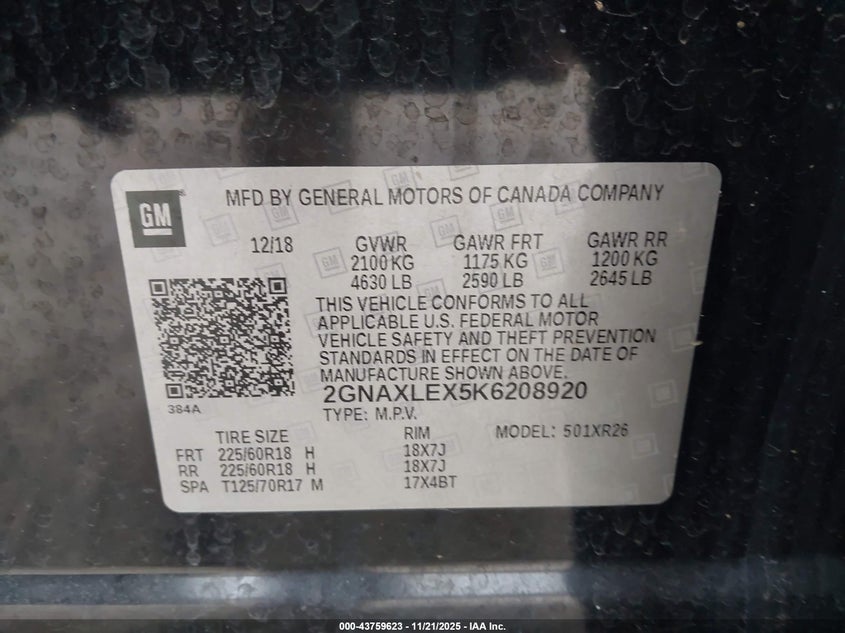 GM
MFD BY GENERAL MOTORS OF CANADA COMPANY
12/18 GVWR GAWR FRT GAWR RR
2100 KG 1175 KG 1200 KG
4630 LB 2590 LB 2645 LB
THIS VEHICLE CONFORMS TO ALL
APPLICABLE U.S. FEDERAL MOTOR
VEHICLE SAFETY AND THEFT PREVENTION
STANDARDS IN EFFECT ON THE DATE OF
MANUFACTURE SHOWN ABOVE.
384A
2GNAXLEX5K6208920
TYPE: M.P.V.
TIRE SIZE RIM MODEL: 501XR26
FRT 225/60R18 H 18X7J
RR 225/60R18 H 18X7J
SPA T125/70R17 M 17X4BT
000-43759623 - 11/21/2025 - IAA Inc.